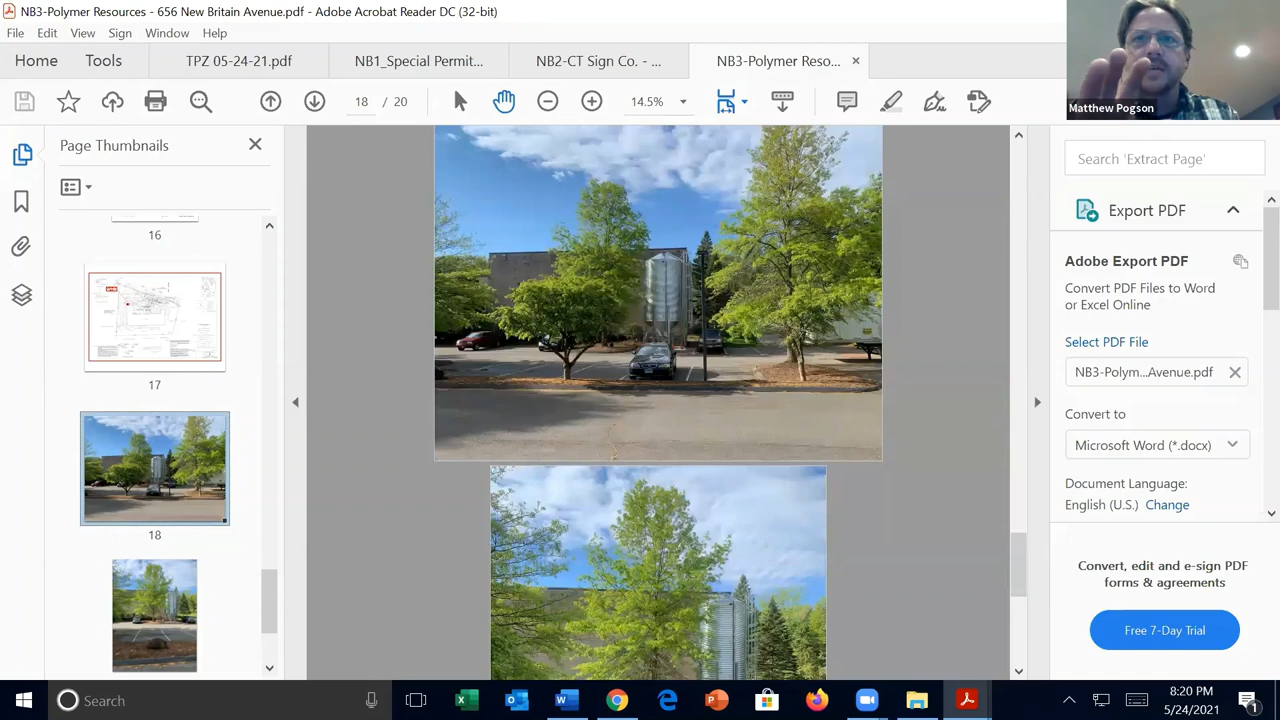 NB3-Polymer Resources - 656 New Britain Avenue.pdf - Adobe Acrobat Reader DC (32-bit)
File Edit View Sign Window Help
Home Tools TPZ 05-24-21.pdf NB1_Special Permit... NB2-CT Sign Co. - ... NB3-Polymer Reso... ×
18 / 20 14.5%
Matthew Pogson
Page Thumbnails
Search 'Extract Page'
16
Export PDF
Adobe Export PDF
Convert PDF Files to Word
or Excel Online
Select PDF File
NB3-Polym...Avenue.pdf
17
Convert to
Microsoft Word (*.docx)
Document Language:
English (U.S.) Change
18
Convert, edit and e-sign PDF
forms & agreements
Free 7-Day Trial
Search
8:20 PM
5/24/2021
1